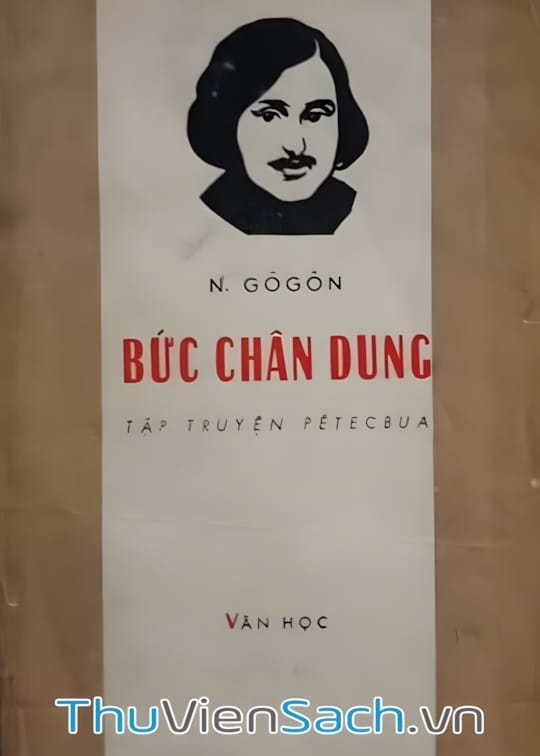 N. GÔGÔN
BỨC CHÂN DUNG
TẬP TRUYỆN PÊTECBUA
VĂN HỌC
ThuVienSach.vn